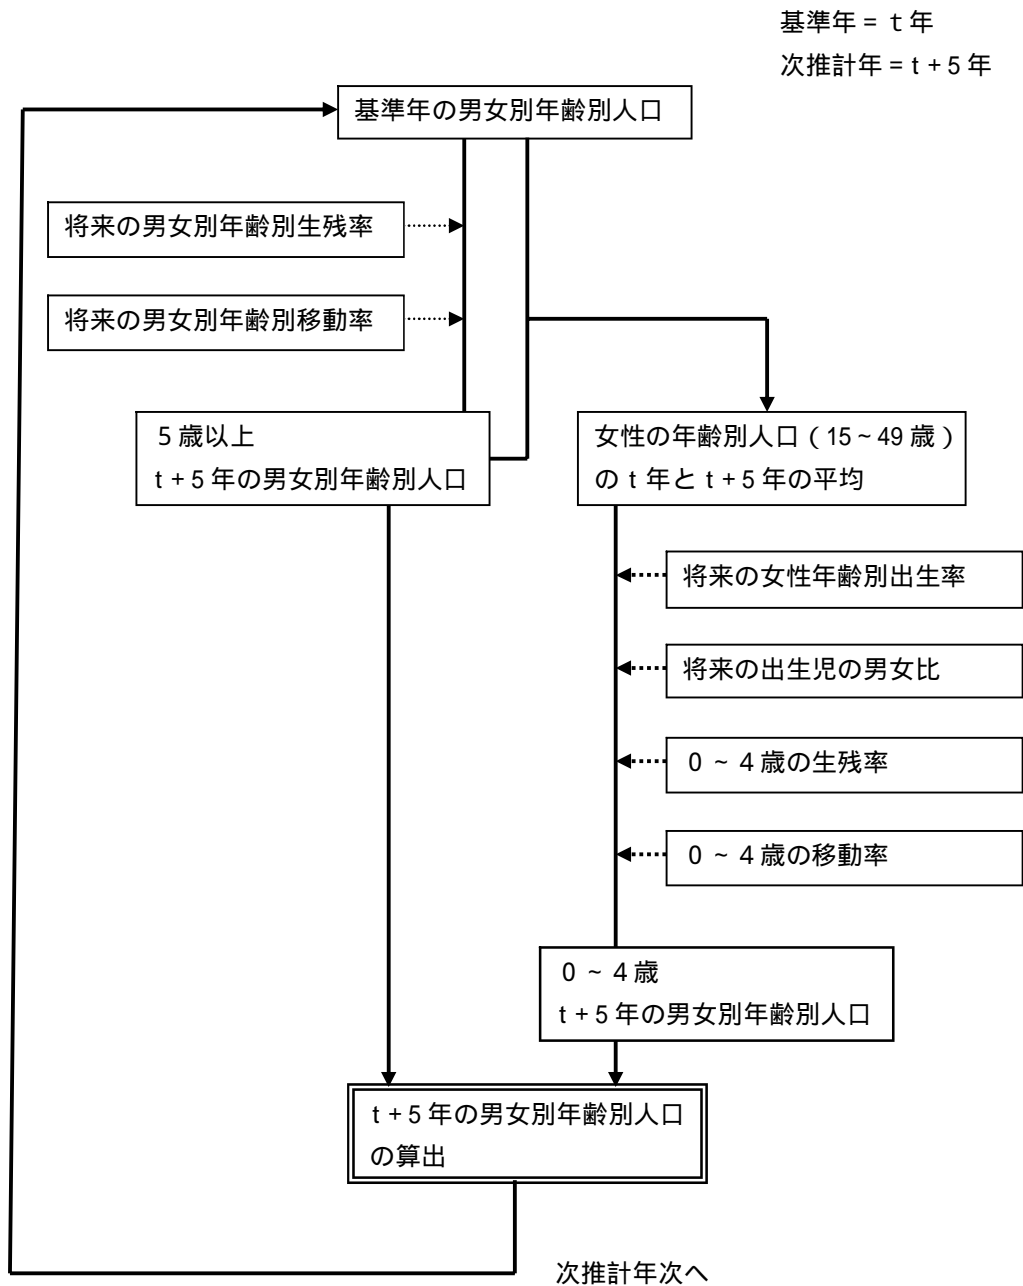 基準年 = t 年
次推計年 = t + 5 年
基準年の男女別年齢別人口
将来の男女別年齢別生残率
将来の男女別年齢別移動率
5 歳以上
t + 5 年の男女別年齢別人口
女性の年齢別人口（15 ~ 49 歳）
の t 年と t + 5 年の平均
将来の女性年齢別出生率
将来の出生児の男女比
0 ~ 4 歳の生残率
0 ~ 4 歳の移動率
0 ~ 4 歳
t + 5 年の男女別年齢別人口
t + 5 年の男女別年齢別人口
の算出
次推計年次へ